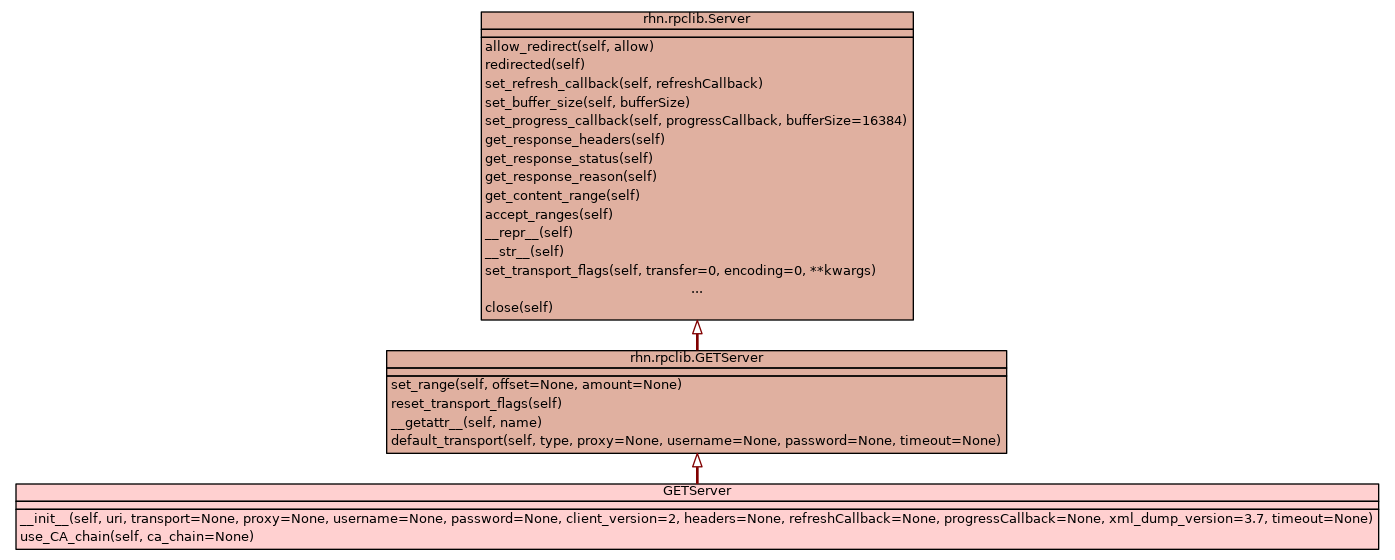 rhn.rpclib.Server
allow_redirect(self, allow)
redirected(self)
set_refresh_callback(self, refreshCallback)
set_buffer_size(self, bufferSize)
set_progress_callback(self, progressCallback, bufferSize=16384)
get_response_headers(self)
get_response_status(self)
get_response_reason(self)
get_content_range(self)
accept_ranges(self)
__repr__(self)
__str__(self)
set_transport_flags(self, transfer=0, encoding=0, **kwargs)
...
close(self)
rhn.rpclib.GETServer
set_range(self, offset=None, amount=None)
reset_transport_flags(self)
__getattr__(self, name)
default_transport(self, type, proxy=None, username=None, password=None, timeout=None)
GETServer
__init__(self, uri, transport=None, proxy=None, username=None, password=None, client_version=2, headers=None, refreshCallback=None, progressCallback=None, xml_dump_version=3.7, timeout=None)
use_CA_chain(self, ca_chain=None)